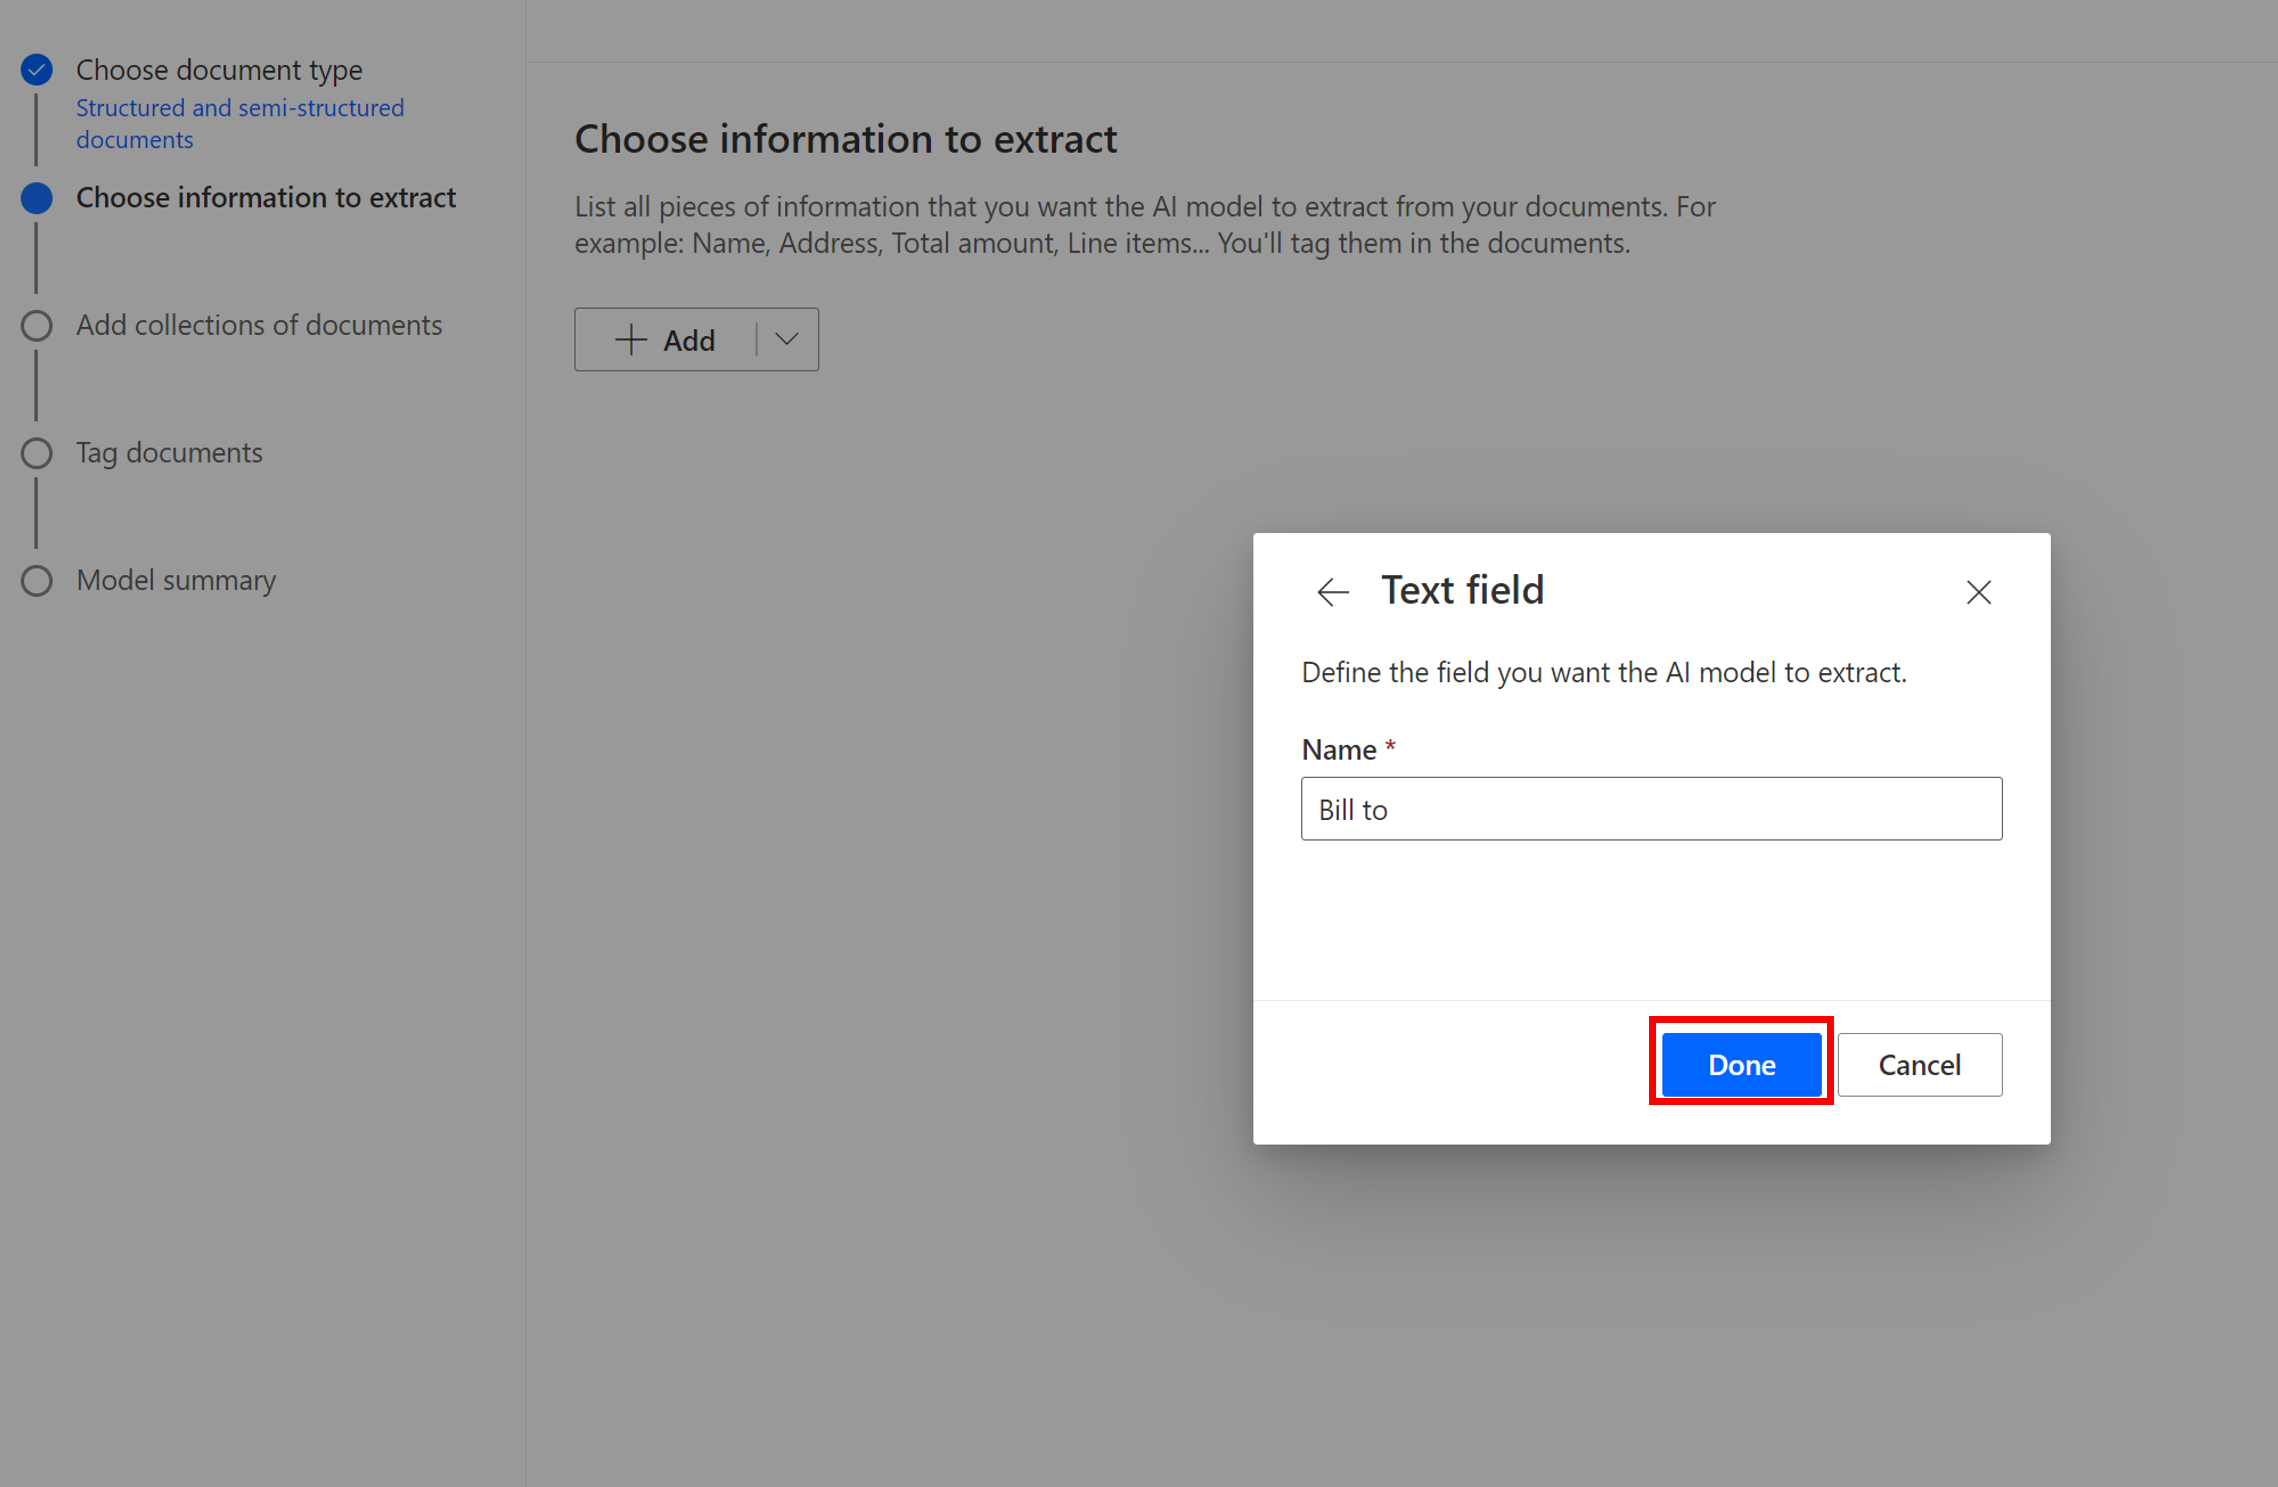 Choose document type
Structured and semi-structured
documents
Choose information to extract
Add collections of documents
Tag documents
Model summary
Choose information to extract
List all pieces of information that you want the AI model to extract from your documents. For
example: Name, Address, Total amount, Line items... You'll tag them in the documents.
Add
Text field
Define the field you want the AI model to extract.
Name *
Bill to
Done
Cancel